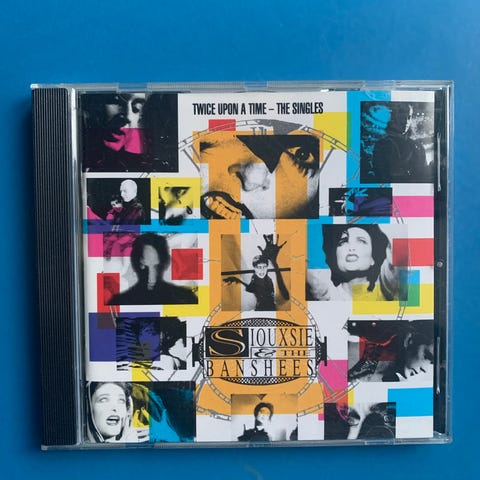 TWICE UPON A TIME – THE SINGLES
SIOUXSIE
& THE
BANSHEES